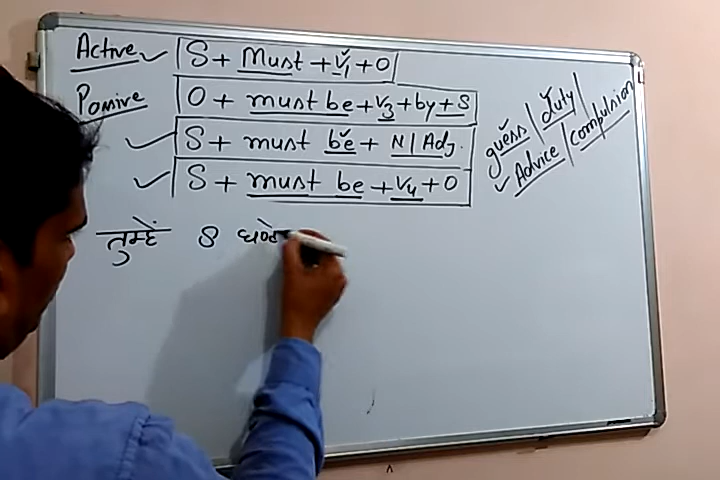 Active ✓ S + Must + V₁ + O
Passive O + must be + V₃ + by + S
✓ S + must be + N | Adj.
✓ S + must be + V₄ + O
guess | duty |
✓ Advice | compulsion
तुम्हें 8 घण्टे